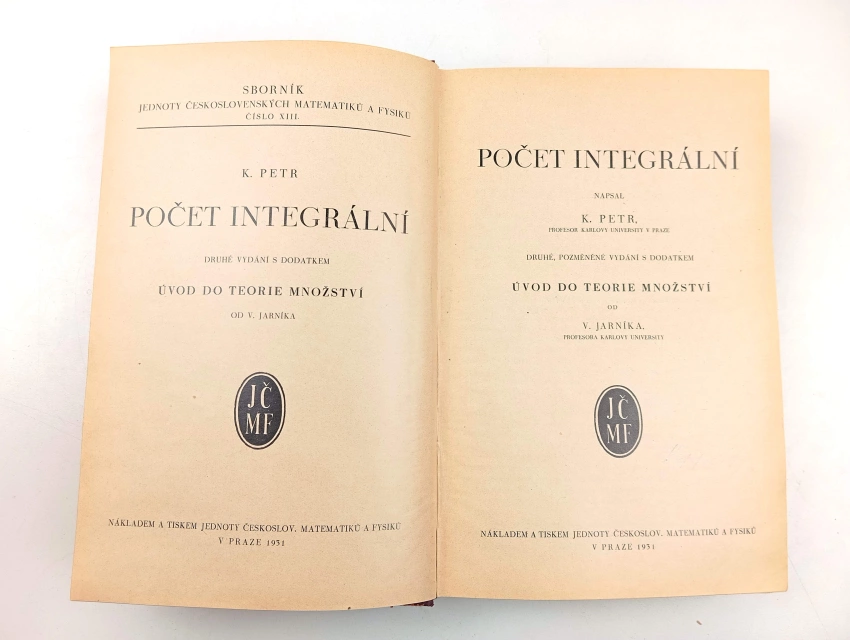 SBORNÍK
JEDNOTY ČESKOSLOVENSKÝCH MATEMATIKŮ A FYSIKŮ
ČÍSLO XIII.
K. PETR
POČET INTEGRÁLNÍ
DRUHÉ VYDÁNÍ S DODATKEM
ÚVOD DO TEORIE MNOŽSTVÍ
OD V. JARNÍKA
JČ
MF
NÁKLADEM A TISKEM JEDNOTY ČESKOSLOV. MATEMATIKŮ A FYSIKŮ
V PRAZE 1931
POČET INTEGRÁLNÍ
NAPSAL
K. PETR,
PROFESOR KARLOVY UNIVERSITY V PRAZE
DRUHÉ, POZMĚNĚNÉ VYDÁNÍ S DODATKEM
ÚVOD DO TEORIE MNOŽSTVÍ
OD
V. JARNÍKA,
PROFESORA KARLOVY UNIVERSITY
JČ
MF
NÁKLADEM A TISKEM JEDNOTY ČESKOSLOV. MATEMATIKŮ A FYSIKŮ
V PRAZE 1931